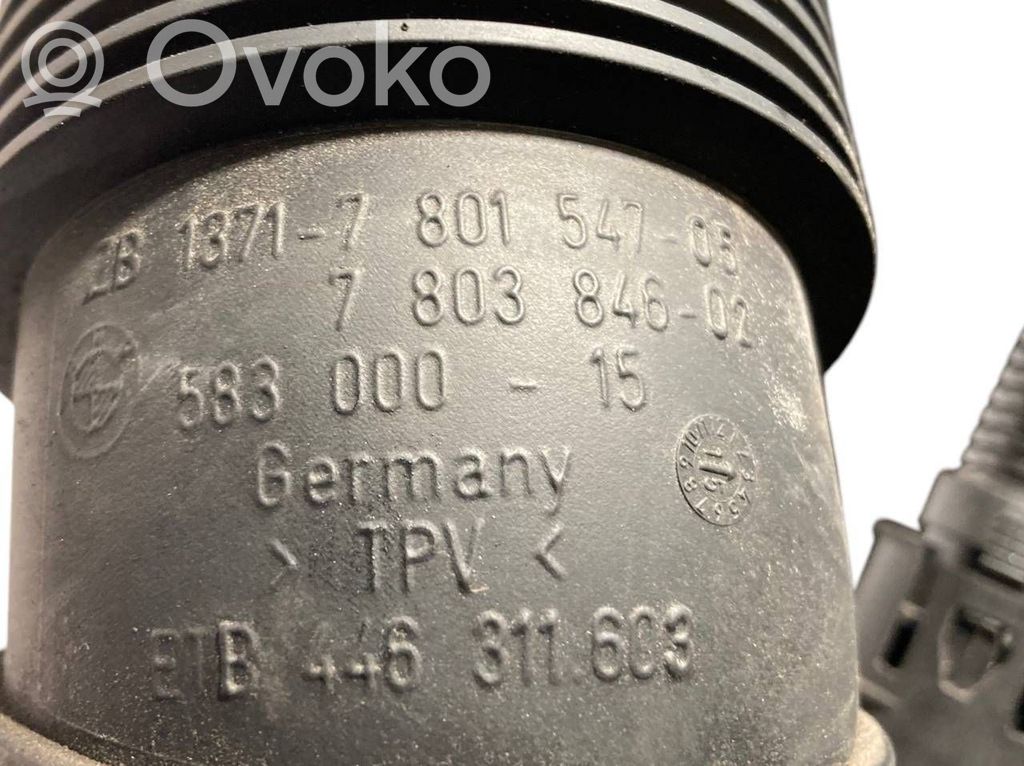 Ovoko
ZB 1371-7 801 547-05
7 803 846-02
583 000 - 15
Germany
> TPV <
ETB 446 311.603